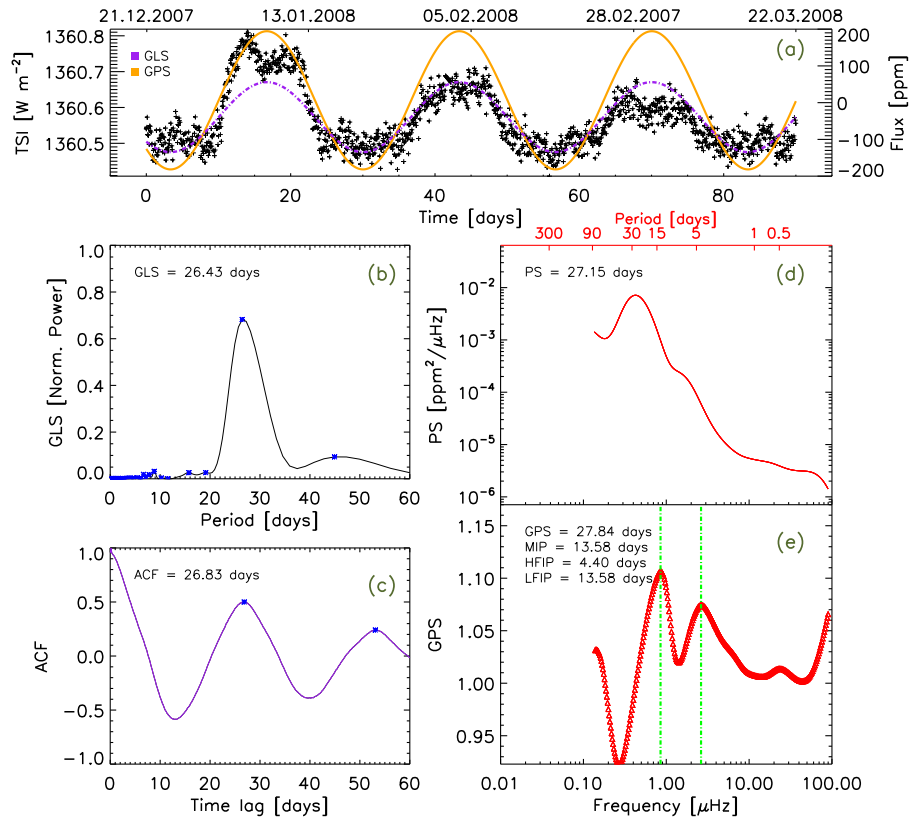 21.12.2007 13.01.2008 05.02.2008 28.02.2007 22.03.2008
1360.8
1360.7
1360.6
1360.5
TSI [W m⁻²]
GLS
GPS
(a)
200
100
0
−100
−200
Flux [ppm]
0 20 40 60 80
Time [days]
GLS = 26.43 days
(b)
1.0
0.8
0.6
0.4
0.2
0.0
GLS [Norm. Power]
0 10 20 30 40 50 60
Period [days]
ACF = 26.83 days
(c)
1.0
0.5
0.0
−0.5
−1.0
ACF
0 10 20 30 40 50 60
Time lag [days]
Period [days]
300 90 30 15 5 1 0.5
PS = 27.15 days
(d)
10⁻²
10⁻³
10⁻⁴
10⁻⁵
10⁻⁶
PS [ppm²/μHz]
GPS = 27.84 days
MIP = 13.58 days
HFIP = 4.40 days
LFIP = 13.58 days
(e)
1.15
1.10
1.05
1.00
0.95
GPS
0.01 0.10 1.00 10.00 100.00
Frequency [μHz]